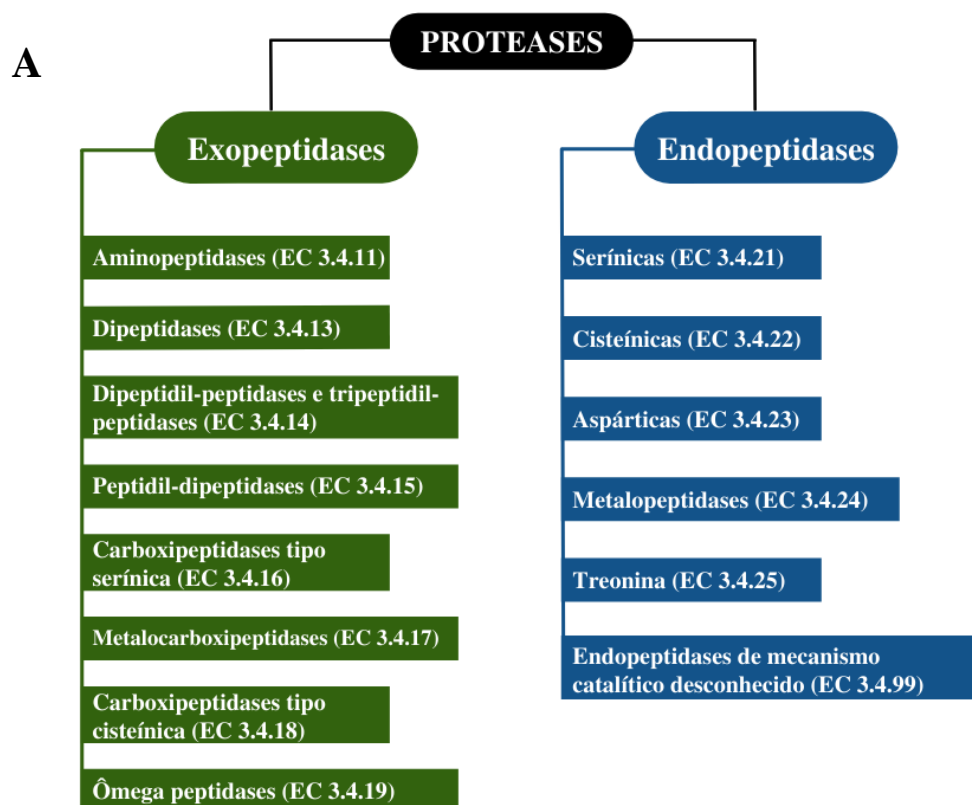 A
PROTEASES
Exopeptidases
Aminopeptidases (EC 3.4.11)
Dipeptidases (EC 3.4.13)
Dipeptidil-peptidases e tripeptidil-
peptidases (EC 3.4.14)
Peptidil-dipeptidases (EC 3.4.15)
Carboxipeptidases tipo
serínica (EC 3.4.16)
Metalocarboxipeptidases (EC 3.4.17)
Carboxipeptidases tipo
cisteínica (EC 3.4.18)
Ômega peptidases (EC 3.4.19)
Endopeptidases
Serínicas (EC 3.4.21)
Cisteínicas (EC 3.4.22)
Aspárticas (EC 3.4.23)
Metalopeptidases (EC 3.4.24)
Treonina (EC 3.4.25)
Endopeptidases de mecanismo
catalítico desconhecido (EC 3.4.99)